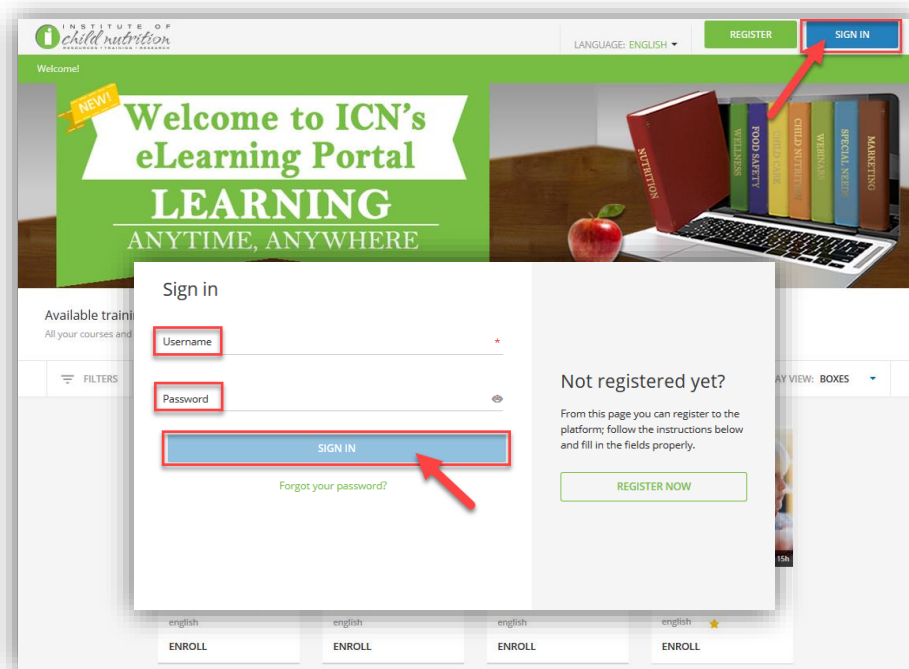 INSTITUTE OF
child nutrition
RESOURCES • TRAINING • RESEARCH
LANGUAGE: ENGLISH
REGISTER
SIGN IN
Welcome!
NEW!
Welcome to ICN's
eLearning Portal
LEARNING
ANYTIME, ANYWHERE
NUTRITION
WELLNESS
FOOD SAFETY
CHILD CARE
CHILD NUTRITION
WEBINARS
SPECIAL NEEDS
MARKETING
Available traini
All your courses and
FILTERS
AY VIEW: BOXES
Sign in
Username *
Password
SIGN IN
Forgot your password?
Not registered yet?
From this page you can register to the
platform; follow the instructions below
and fill in the fields properly.
REGISTER NOW
15h
english
english
english
english
ENROLL
ENROLL
ENROLL
ENROLL